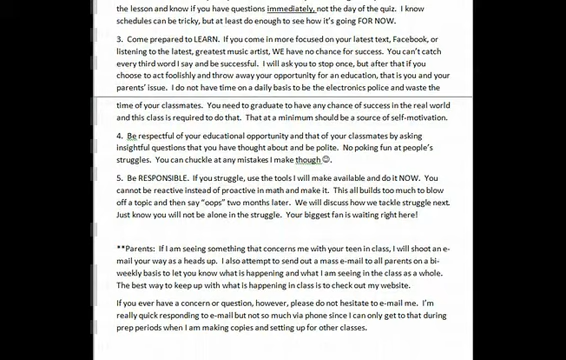 the lesson and know if you have questions immediately, not the day of the quiz.  I know
schedules can be tricky, but at least do enough to see how it's going FOR NOW.
3.  Come prepared to LEARN.  If you come in more focused on your latest text, Facebook, or
listening to the latest, greatest music artist, WE have no chance for success.  You can't catch
every third word I say and be successful.  I will ask you to stop once, but after that if you
choose to act foolishly and throw away your opportunity for an education, that is you and your
parents' issue.  I do not have time on a daily basis to be the electronics police and waste the
time of your classmates.  You need to graduate to have any chance of success in the real world
and this class is required to do that.  That at a minimum should be a source of self-motivation.
4.  Be respectful of your educational opportunity and that of your classmates by asking
insightful questions that you have thought about and be polite.  No poking fun at people's
struggles.  You can chuckle at any mistakes I make though ☺.
5.  Be RESPONSIBLE.  If you struggle, use the tools I will make available and do it NOW.  You
cannot be reactive instead of proactive in math and make it.  This all builds too much to blow
off a topic and then say "oops" two months later.  We will discuss how we tackle struggle next.
Just know you will not be alone in the struggle.  Your biggest fan is waiting right here!
**Parents:  If I am seeing something that concerns me with your teen in class, I will shoot an e-
mail your way as a heads up.  I also attempt to send out a mass e-mail to all parents on a bi-
weekly basis to let you know what is happening and what I am seeing in the class as a whole.
The best way to keep up with what is happening in class is to check out my website.
If you ever have a concern or question, however, please do not hesitate to e-mail me.  I'm
really quick responding to e-mail but not so much via phone since I can only get to that during
prep periods when I am making copies and setting up for other classes.